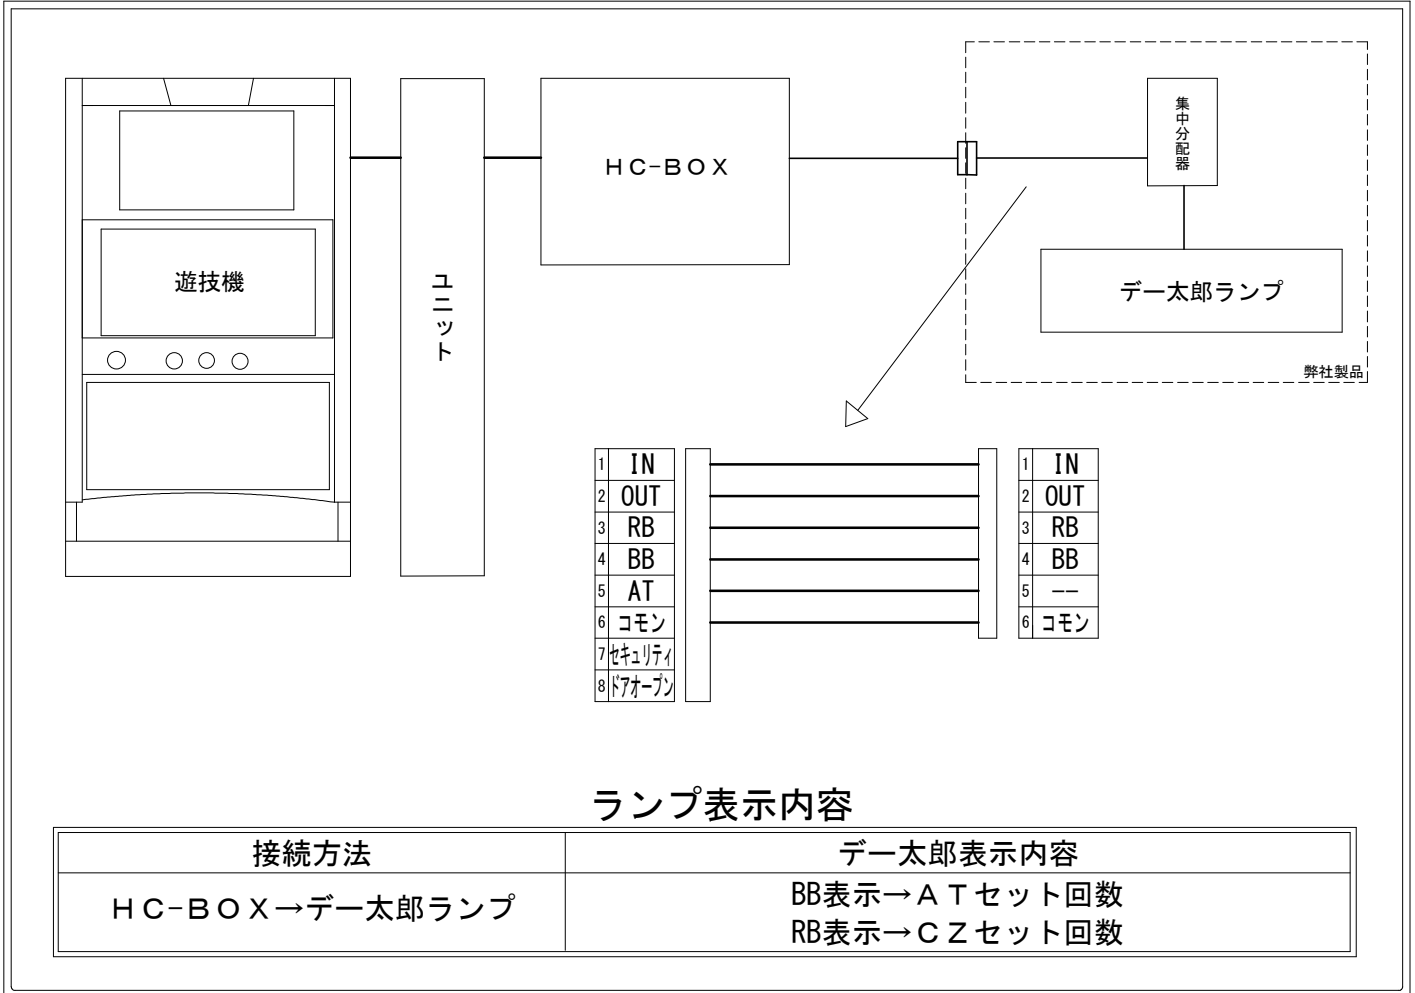 集中分配器
HC-BOX
遊技機
ユニット
デー太郎ランプ
弊社製品
1 IN
2 OUT
3 RB
4 BB
5 AT
6 コモン
7 セキュリティ
8 ドアオープン
1 IN
2 OUT
3 RB
4 BB
5 --
6 コモン
ランプ表示内容
接続方法 デー太郎表示内容
HC-BOX→デー太郎ランプ
BB表示→ATセット回数
RB表示→CZセット回数